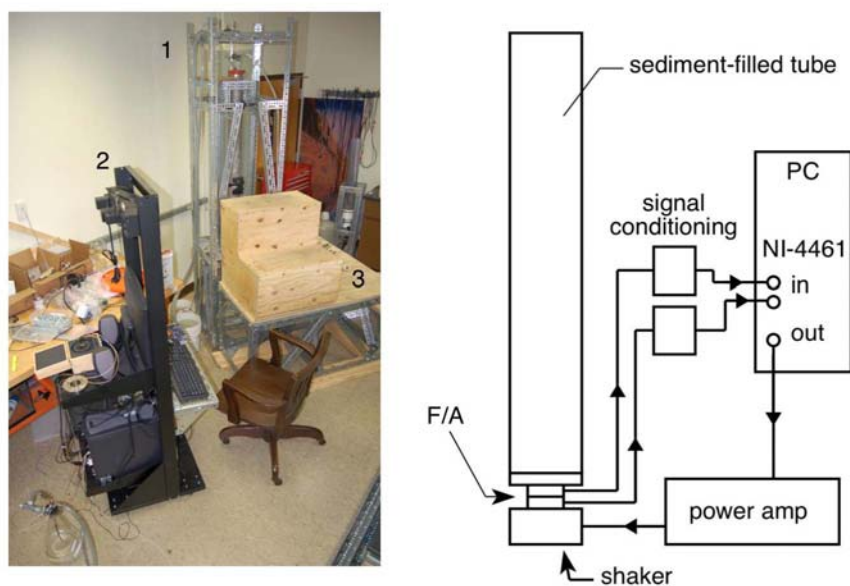 1
2
3
sediment-filled tube
PC
signal
conditioning
NI-4461
in
out
F/A
power amp
shaker